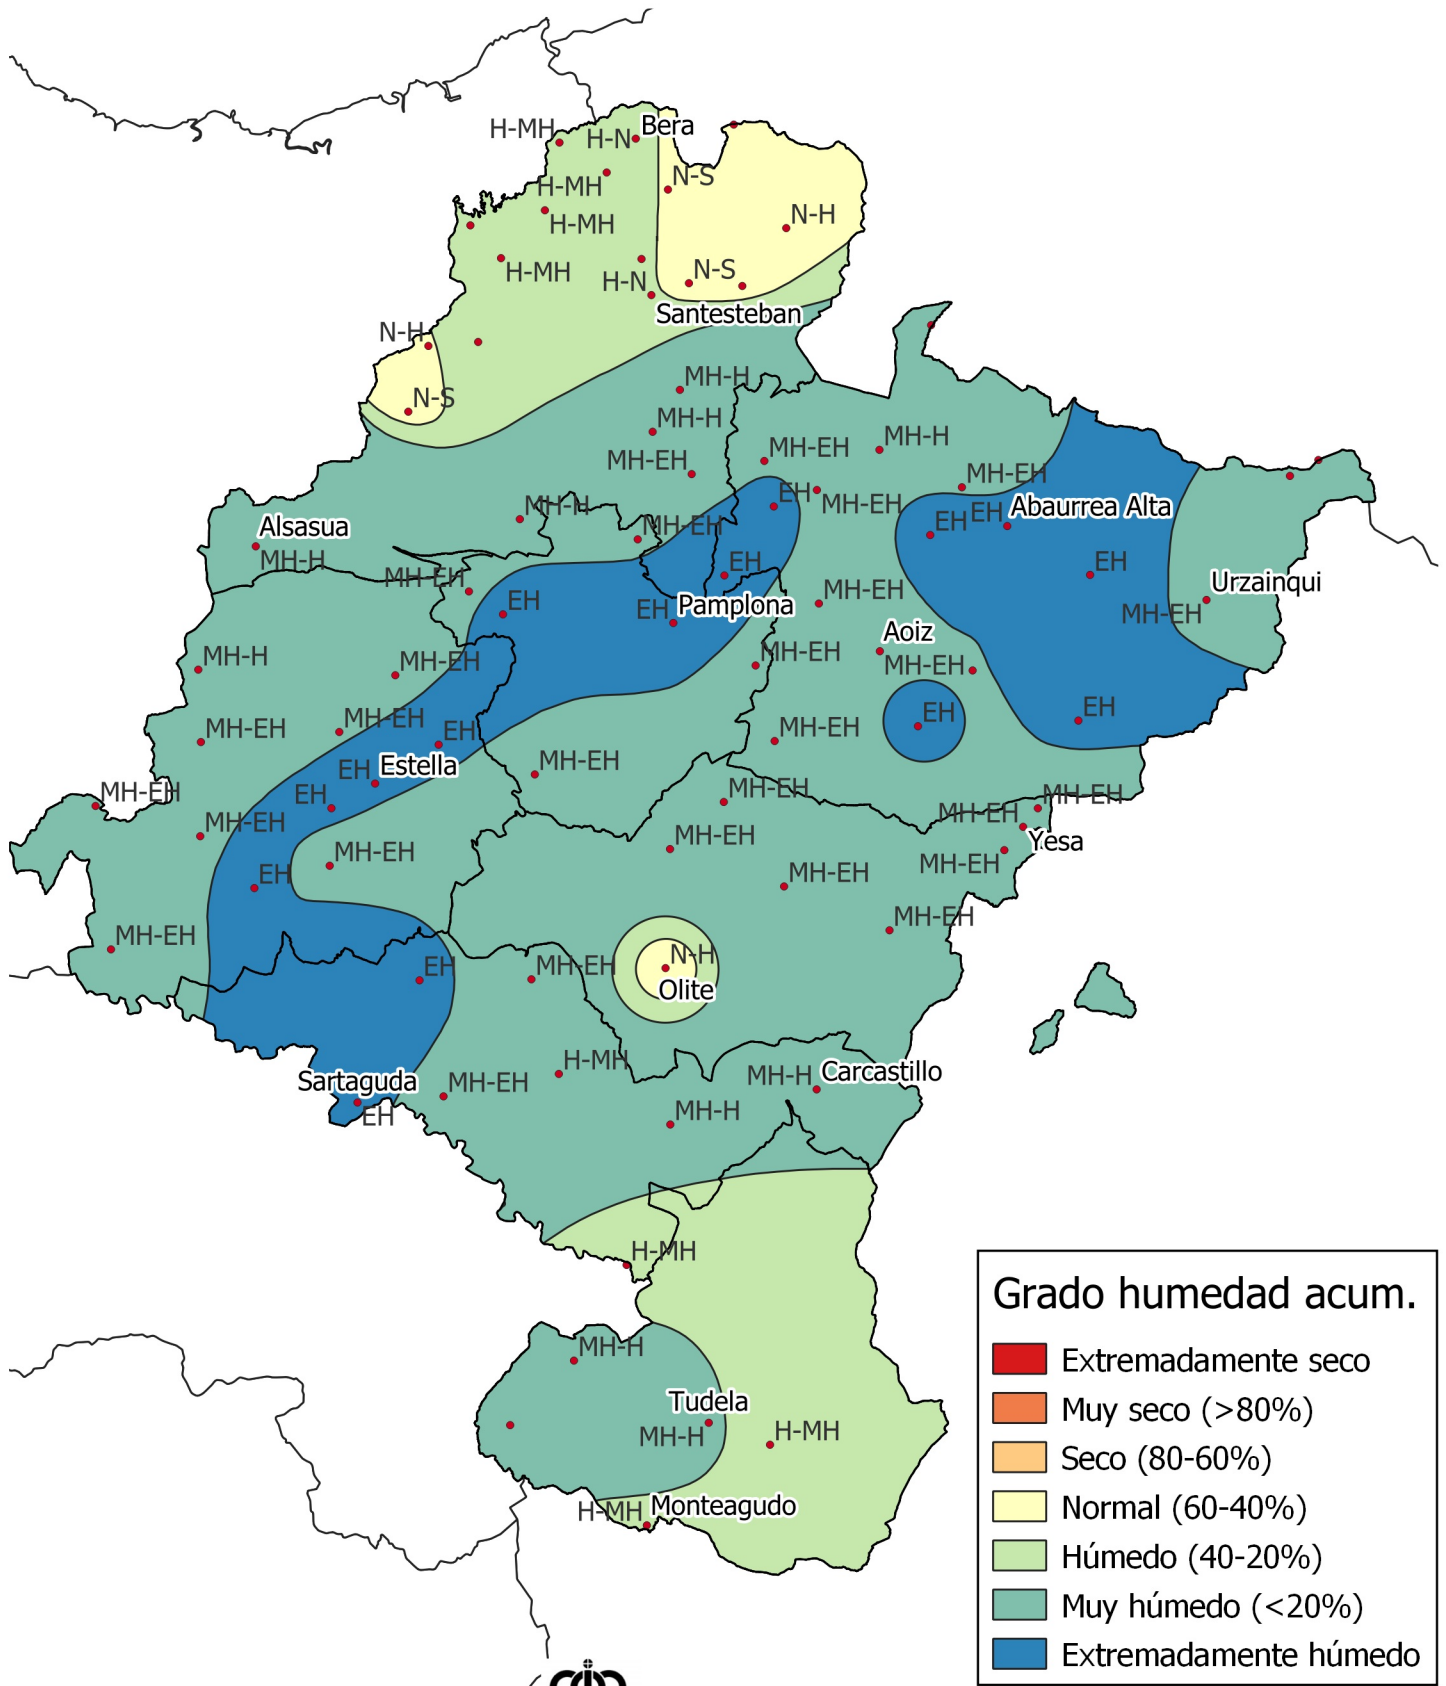 H-MH
H-N
Bera
H-MH
N-S
H-MH
N-H
H-MH
H-N
N-S
Santesteban
N-H
N-S
MH-H
MH-H
MH-EH
MH-EH
MH-H
MH-EH
EH
MH-EH
Abaurrea Alta
EH
EH
MH-H
MH-EH
Alsasua
MH-H
MH-EH
EH
EH
Urzainqui
MH-EH
EH
EH
Pamplona
MH-EH
MH-EH
Aoiz
MH-EH
MH-H
MH-EH
MH-EH
MH-EH
MH-EH
EH
MH-EH
EH
EH
EH
Estella
MH-EH
MH-EH
EH
MH-EH
MH-EH
MH-EH
MH-EH
Yesa
MH-EH
MH-EH
MH-EH
MH-EH
EH
MH-EH
MH-EH
MH-EH
EH
MH-EH
N-H
Olite
H-MH
Sartaguda
EH
MH-EH
MH-H
Carcastillo
MH-H
H-MH
MH-H
Tudela
MH-H
H-MH
H-MH
Monteagudo
Grado humedad acum.
Extremadamente seco
Muy seco (>80%)
Seco (80-60%)
Normal (60-40%)
Húmedo (40-20%)
Muy húmedo (<20%)
Extremadamente húmedo